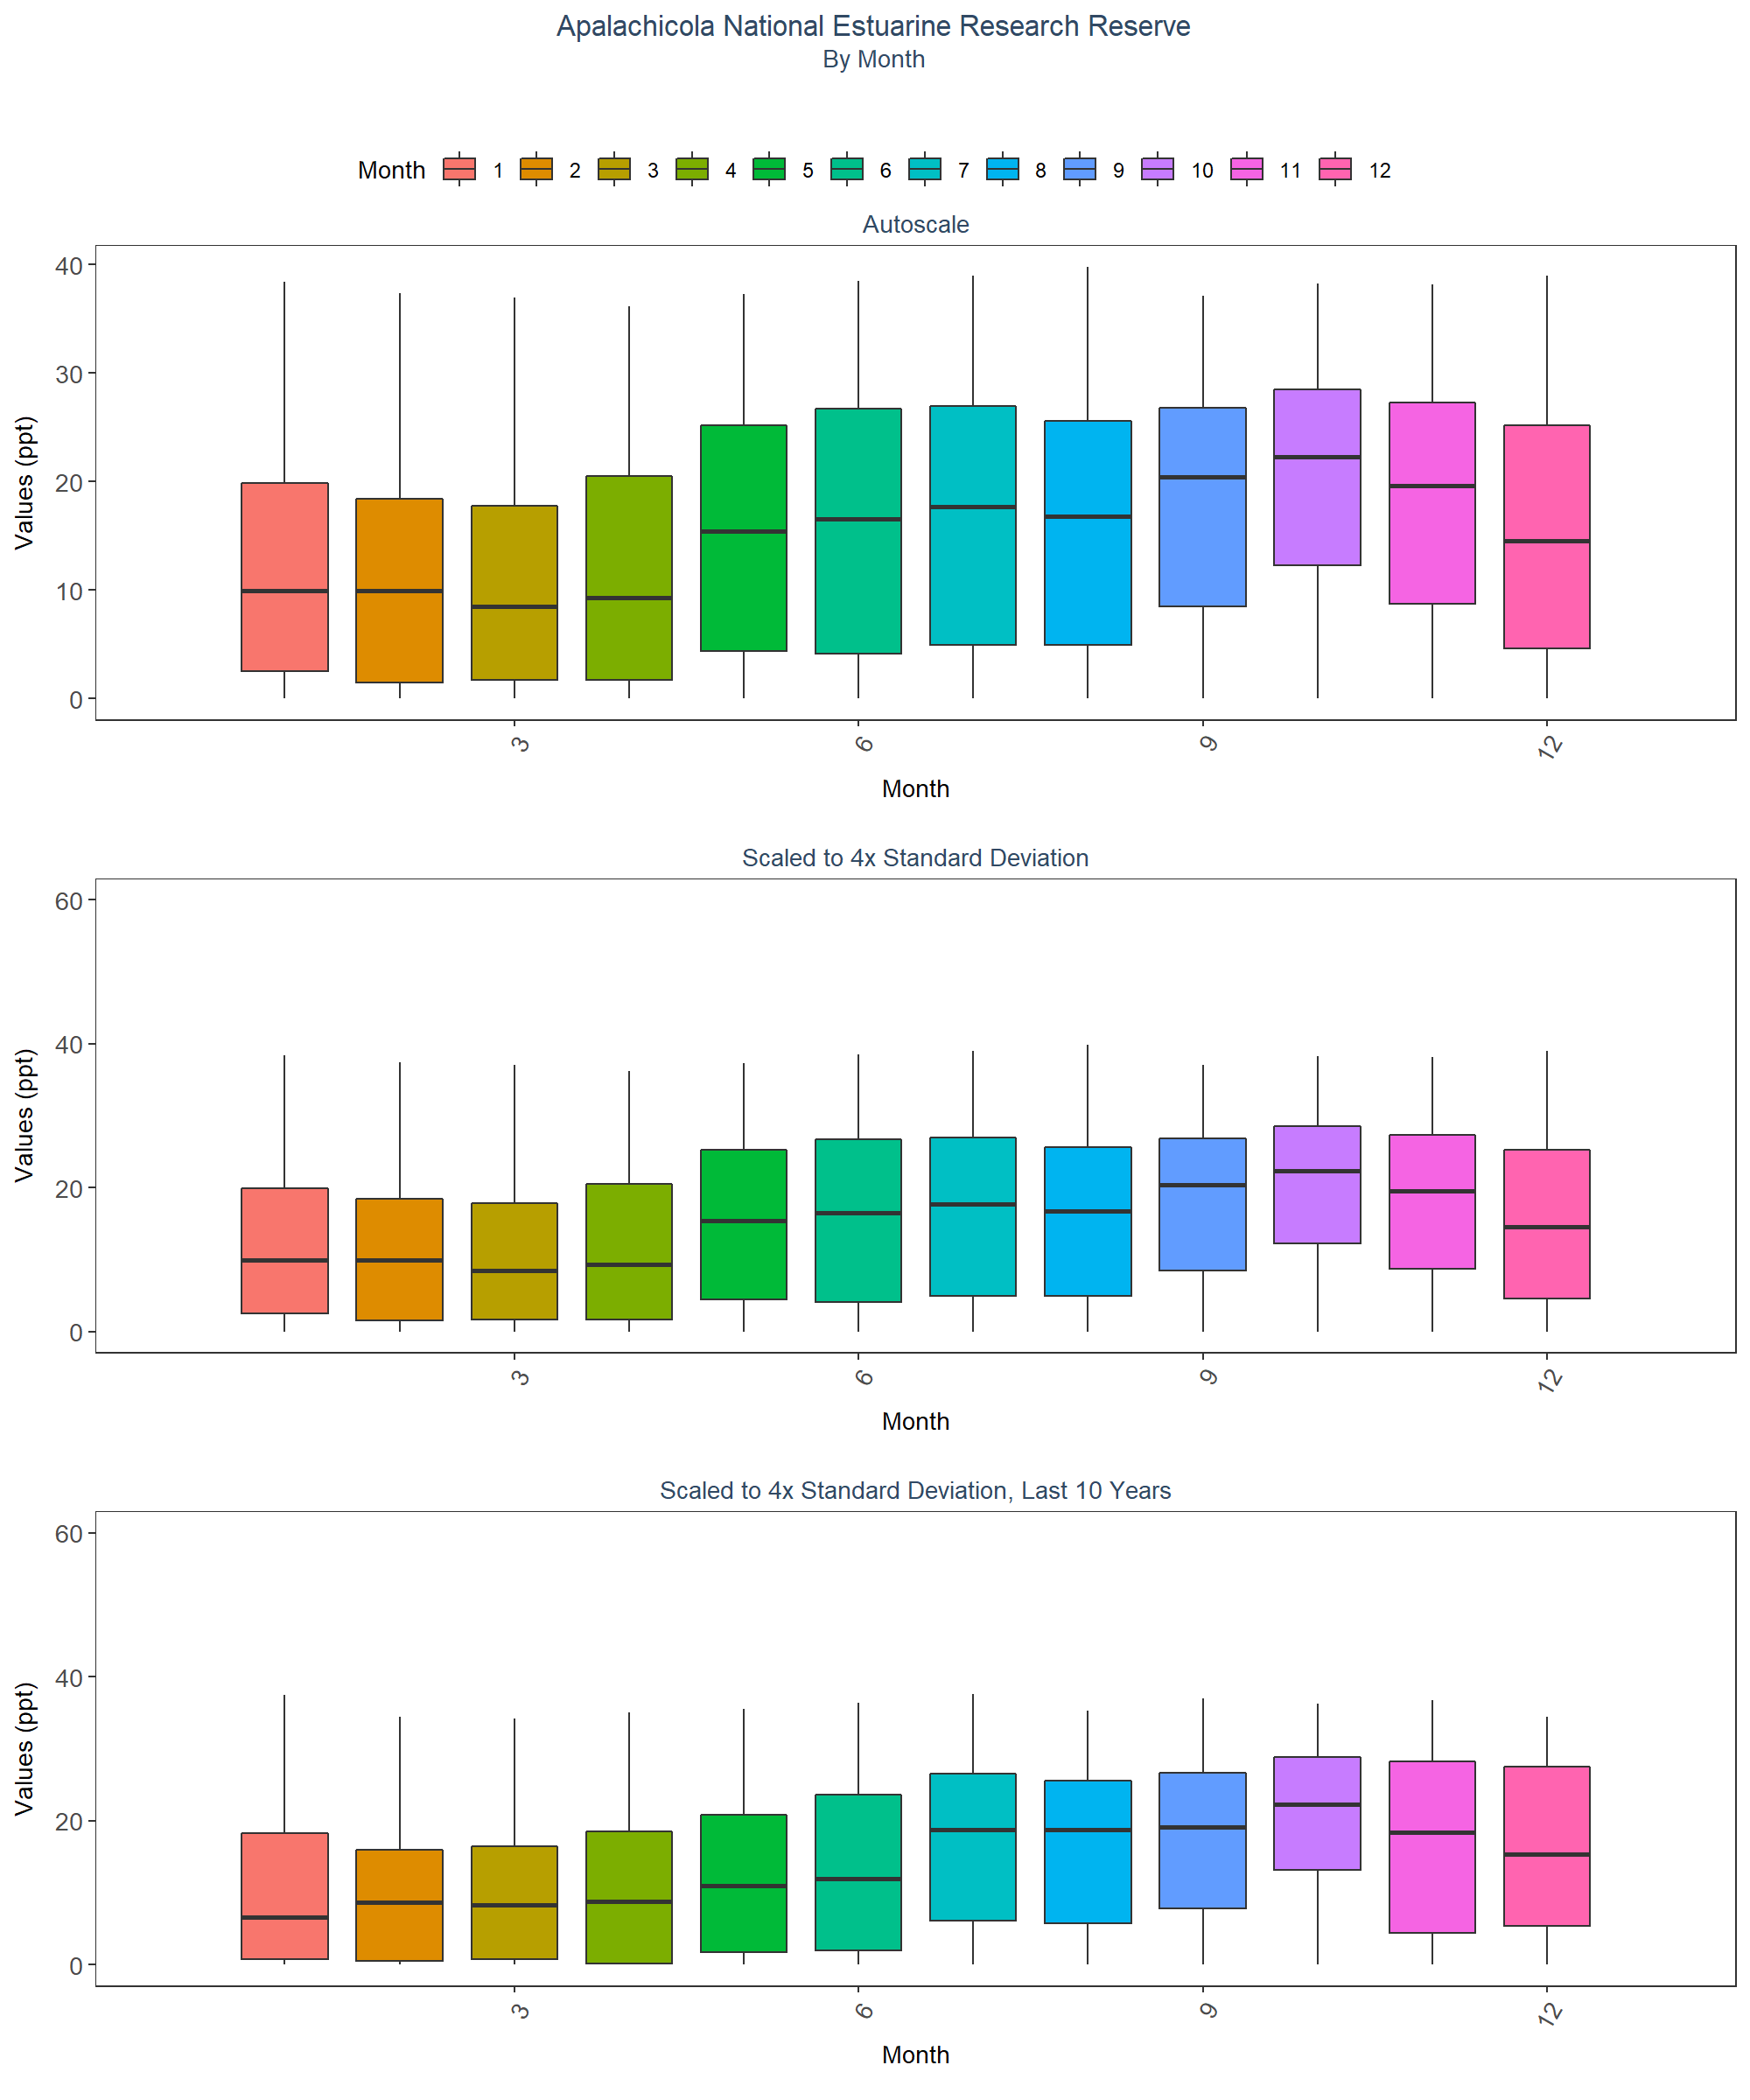 Apalachicola National Estuarine Research Reserve
By Month
Month 1 2 3 4 5 6 7 8 9 10 11 12
Autoscale
Values (ppt)
40
30
20
10
0
3 6 9 12
Month
Scaled to 4x Standard Deviation
Values (ppt)
60
40
20
0
3 6 9 12
Month
Scaled to 4x Standard Deviation, Last 10 Years
Values (ppt)
60
40
20
0
3 6 9 12
Month